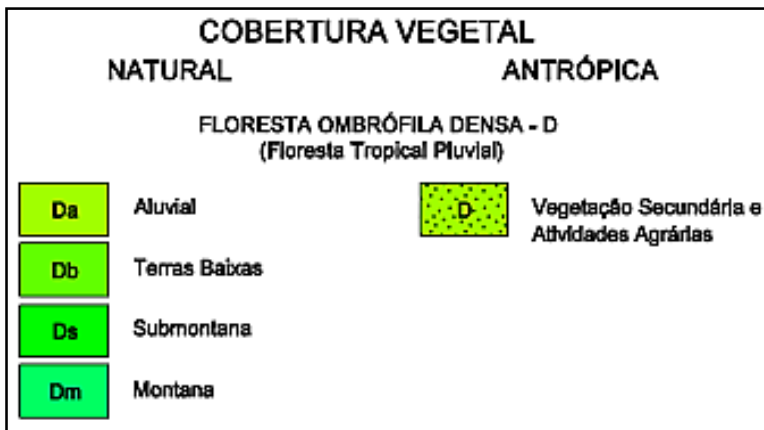 COBERTURA VEGETAL
NATURAL ANTRÓPICA
FLORESTA OMBRÓFILA DENSA - D
(Floresta Tropical Pluvial)
Da Aluvial
D Vegetação Secundária e
Atividades Agrárias
Db Terras Baixas
Ds Submontana
Dm Montana